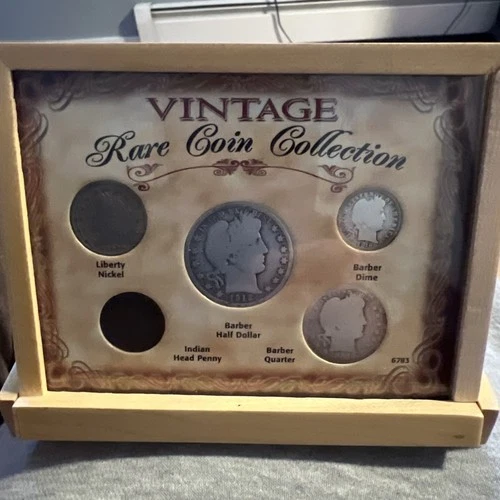 VINTAGE
Rare Coin Collection
Liberty
Nickel
Barber
Dime
Barber
Half Dollar
Indian
Head Penny
Barber
Quarter
6783